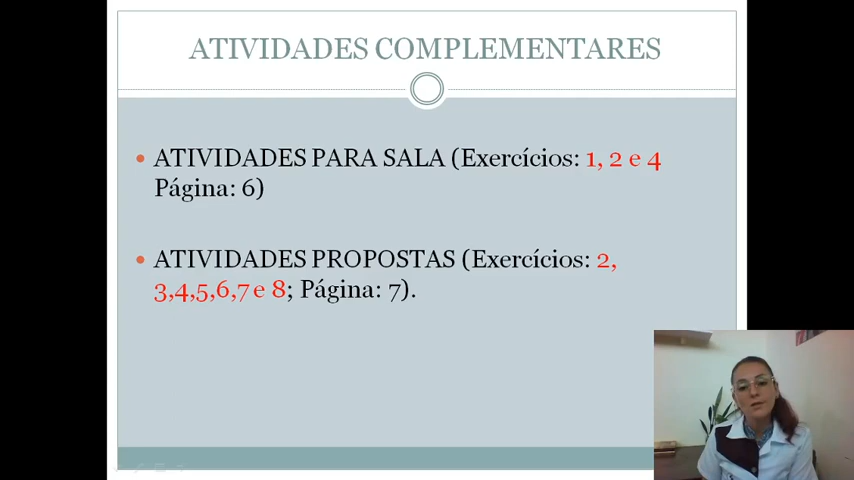 ATIVIDADES COMPLEMENTARES
• ATIVIDADES PARA SALA (Exercícios: 1, 2 e 4
Página: 6)
• ATIVIDADES PROPOSTAS (Exercícios: 2,
3,4,5,6,7 e 8; Página: 7).